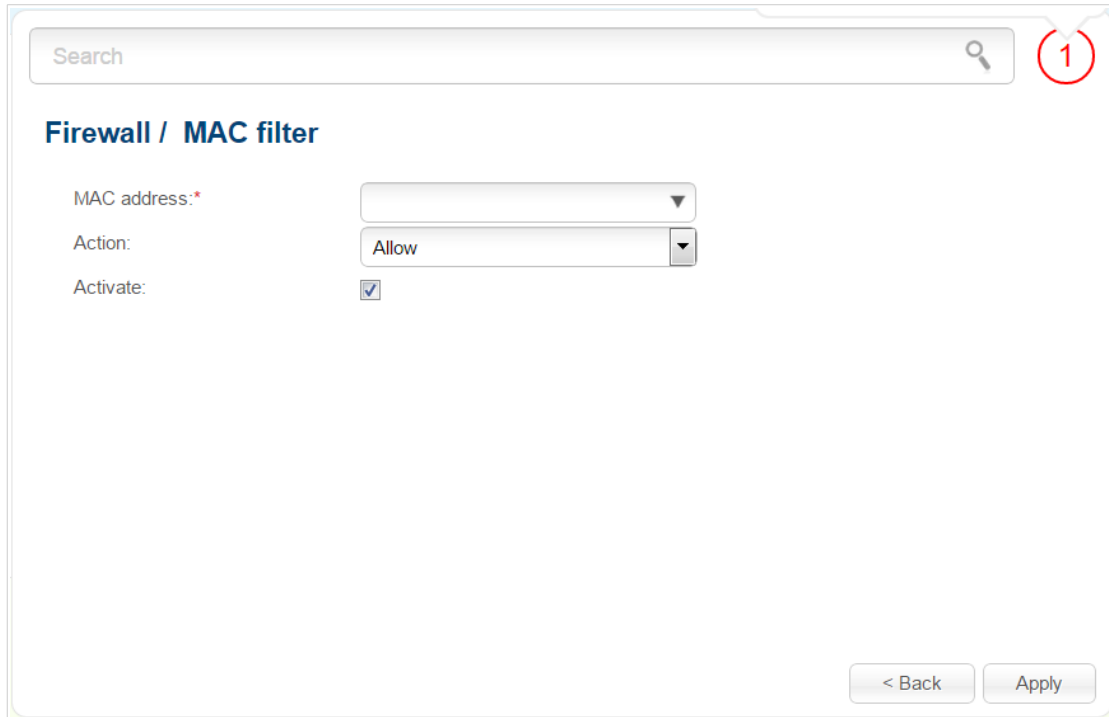 Search
1
Firewall /  MAC filter
MAC address:*
Action:
Allow
Activate:
< Back
Apply